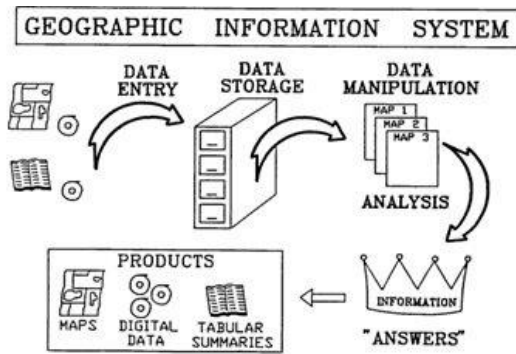 GEOGRAPHIC INFORMATION SYSTEM
DATA
ENTRY
DATA
STORAGE
DATA
MANIPULATION
MAP 1
MAP 2
MAP 3
ANALYSIS
INFORMATION
"ANSWERS"
PRODUCTS
MAPS
DIGITAL
DATA
TABULAR
SUMMARIES